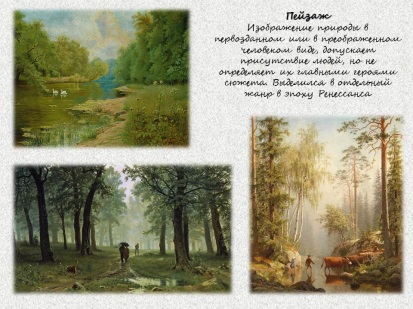 Пейзаж
Изображение природы в
первозданном или в преображенном
человеком виде, допускает
присутствие людей, но не
определяет их главными героями
сюжета. Выделился в отдельный
жанр в эпоху Ренессанса